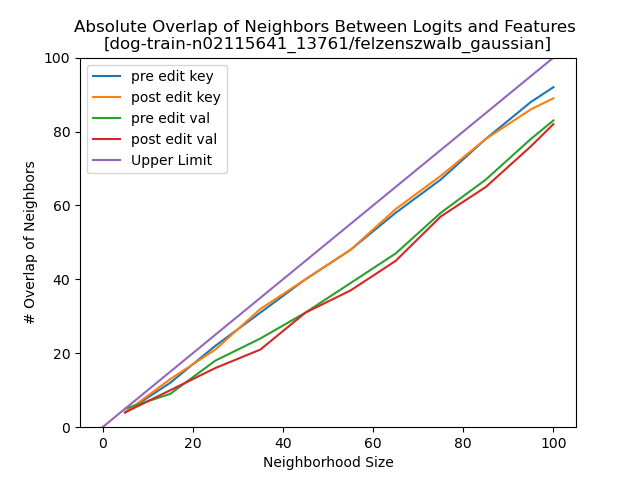 Absolute Overlap of Neighbors Between Logits and Features
[dog-train-n02115641_13761/felzenszwalb_gaussian]
100
80
60
40
20
0
# Overlap of Neighbors
pre edit key
post edit key
pre edit val
post edit val
Upper Limit
0 20 40 60 80 100
Neighborhood Size